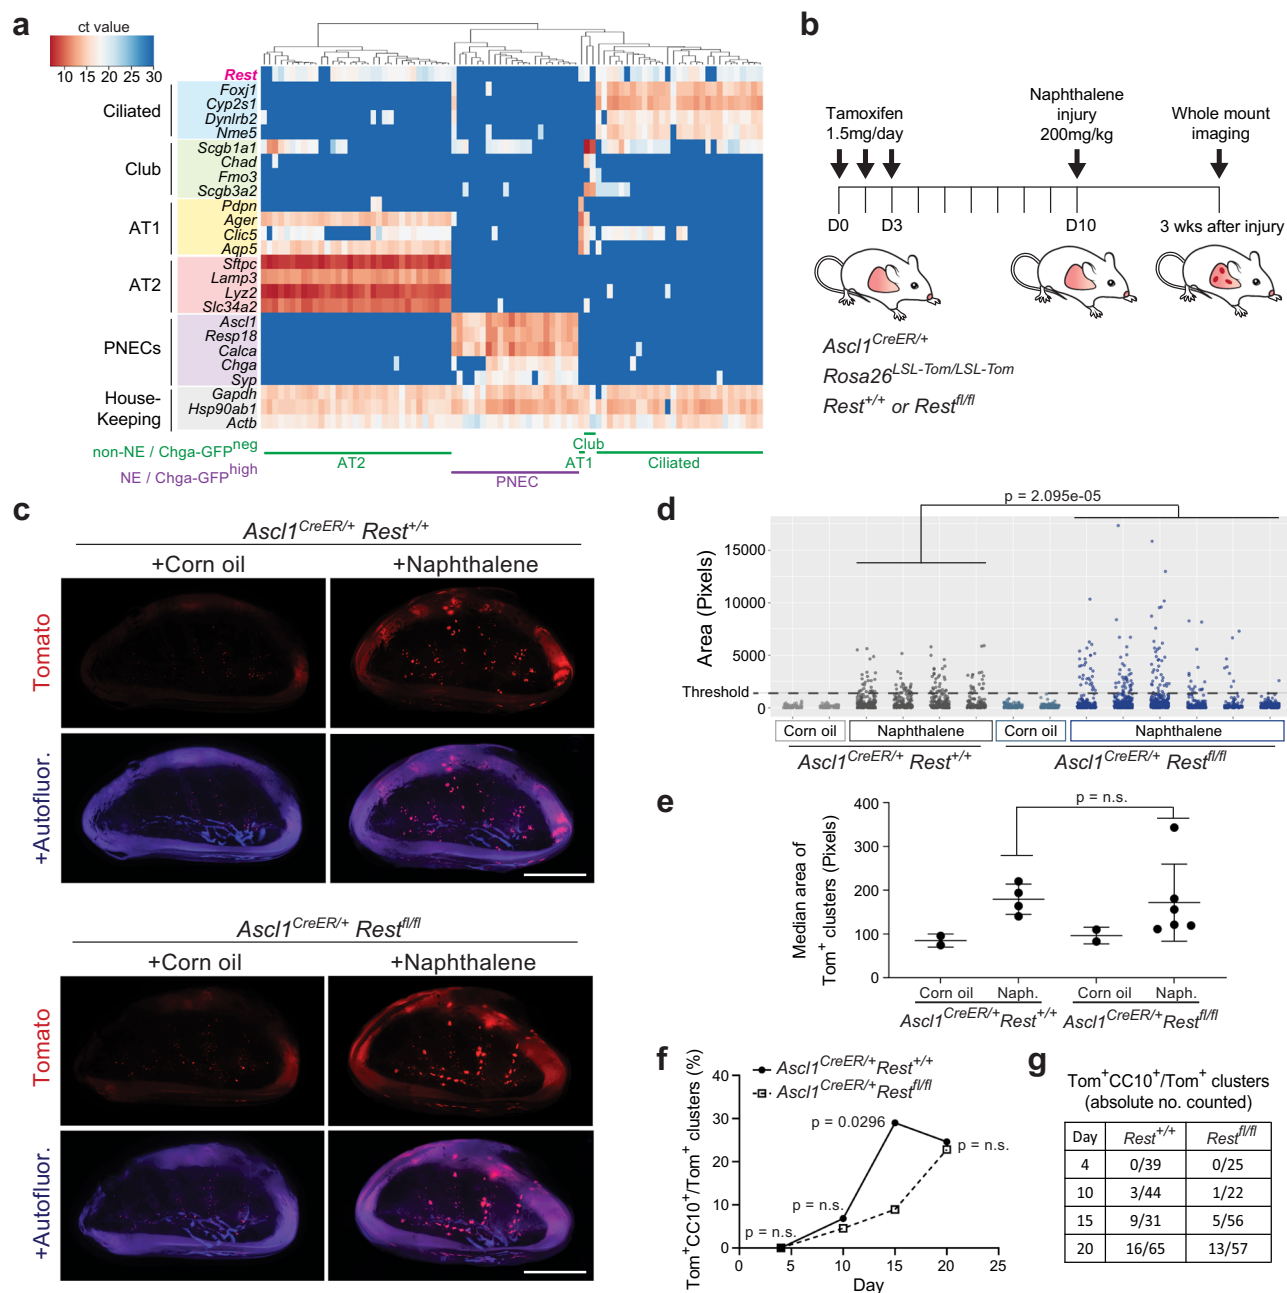 a
ct value
10 15 20 25 30
Rest
Ciliated
Foxj1
Cyp2s1
Dynlrb2
Nme5
Club
Scgb1a1
Chad
Fmo3
Scgb3a2
AT1
Pdpn
Ager
Clic5
Aqp5
AT2
Sftpc
Lamp3
Lyz2
Slc34a2
PNECs
Ascl1
Resp18
Calca
Chga
Syp
House-
Keeping
Gapdh
Hsp90ab1
Actb
non-NE / Chga-GFPneg
NE / Chga-GFPhigh
AT2
PNEC
Club
AT1
Ciliated
b
Tamoxifen
1.5mg/day
Naphthalene
injury
200mg/kg
Whole mount
imaging
D0 D3 D10 3 wks after injury
Ascl1CreER/+
Rosa26LSL-Tom/LSL-Tom
Rest+/+ or Restfl/fl
c
Ascl1CreER/+ Rest+/+
+Corn oil +Naphthalene
Tomato
+Autofluor.
Ascl1CreER/+ Restfl/fl
+Corn oil +Naphthalene
Tomato
+Autofluor.
d
p = 2.095e-05
Area (Pixels)
15000
10000
5000
Threshold
0
Corn oil Naphthalene Corn oil Naphthalene
Ascl1CreER/+ Rest+/+ Ascl1CreER/+ Restfl/fl
e
p = n.s.
Median area of
Tom+ clusters (Pixels)
400
300
200
100
0
Corn oil Naph. Corn oil Naph.
Ascl1CreER/+Rest+/+ Ascl1CreER/+Restfl/fl
f
Ascl1CreER/+Rest+/+
Ascl1CreER/+Restfl/fl
Tom+CC10+/Tom+ clusters (%)
40
30
20
10
0
p = 0.0296
p = n.s.
p = n.s.
p = n.s.
0 5 10 15 20 25
Day
g
Tom+CC10+/Tom+ clusters
(absolute no. counted)
Day Rest+/+ Restfl/fl
4 0/39 0/25
10 3/44 1/22
15 9/31 5/56
20 16/65 13/57